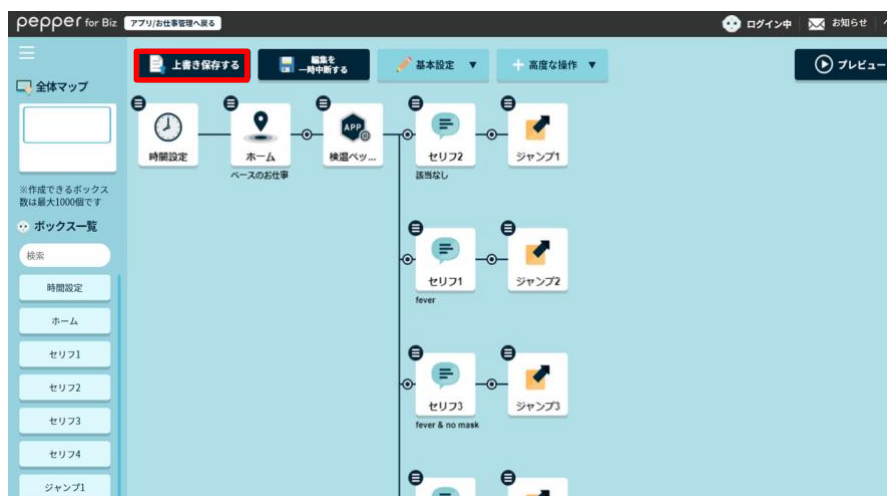 pepper for Biz アプリ/お仕事管理へ戻る ログイン中 お知らせ
上書き保存する 編集を一時中断する 基本設定 ▼ + 高度な操作 ▼ プレビュー
全体マップ
時間設定 ホーム APP 検温ペッ... セリフ2 ジャンプ1
ベースのお仕事 該当なし
※作成できるボックス
数は最大1000個です
ボックス一覧
検索
セリフ1 ジャンプ2
fever
時間設定
ホーム
セリフ1
セリフ2
セリフ3 ジャンプ3
fever & no mask
セリフ3
セリフ4
ジャンプ1